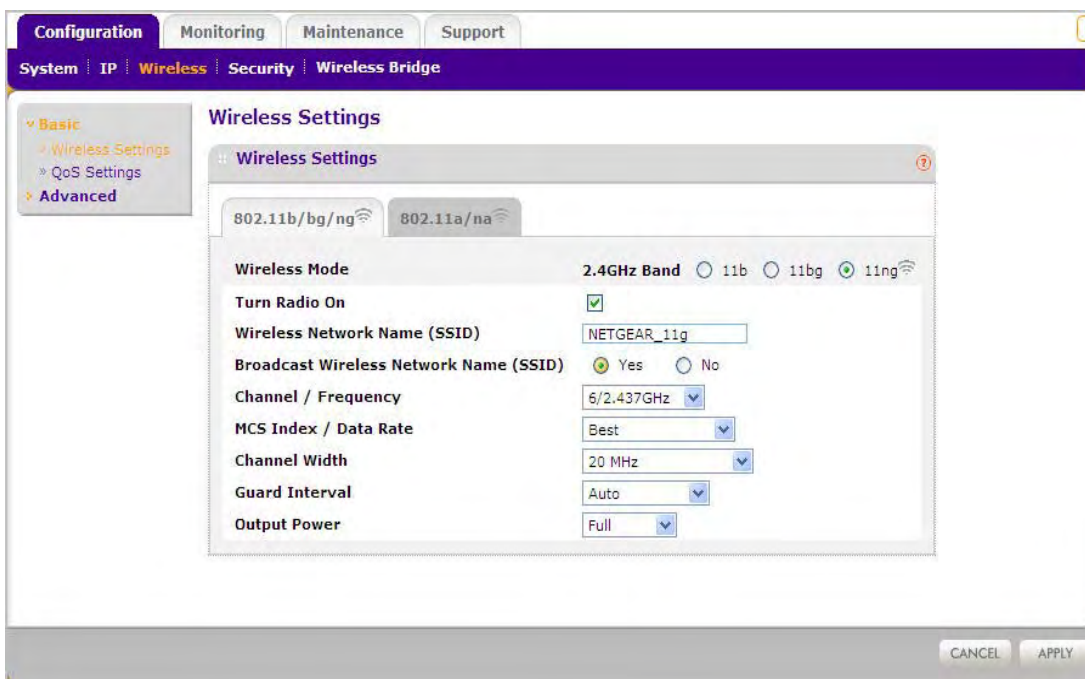 Configuration Monitoring Maintenance Support
System IP Wireless Security Wireless Bridge
Basic
Wireless Settings
» QoS Settings
Advanced
Wireless Settings
Wireless Settings ?
802.11b/bg/ng 802.11a/na
Wireless Mode 2.4GHz Band 11b 11bg 11ng
Turn Radio On
Wireless Network Name (SSID) NETGEAR_11g
Broadcast Wireless Network Name (SSID) Yes No
Channel / Frequency 6/2.437GHz
MCS Index / Data Rate Best
Channel Width 20 MHz
Guard Interval Auto
Output Power Full
CANCEL APPLY